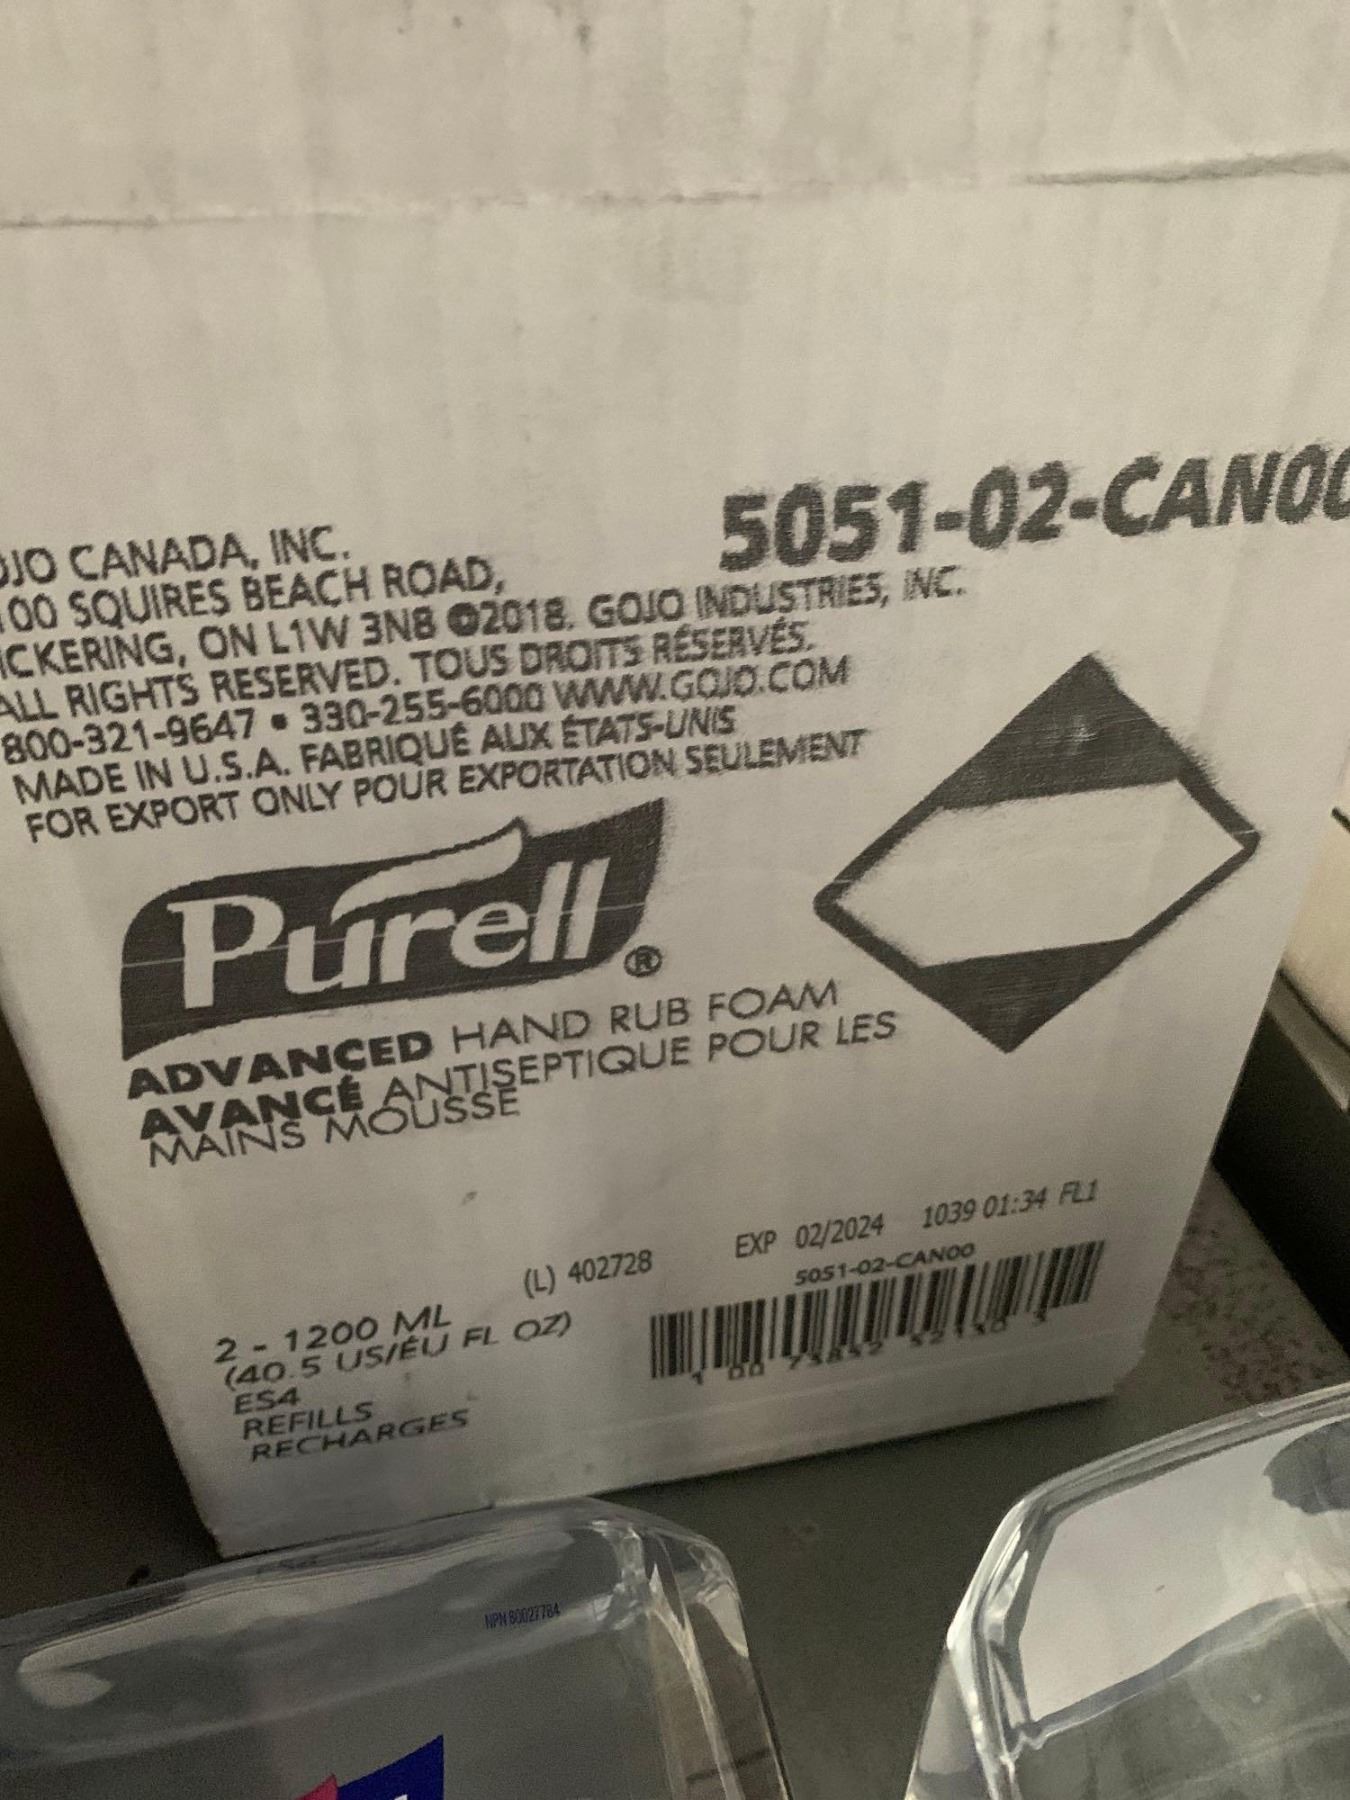 5051-02-CAN00
OJO CANADA, INC.
100 SQUIRES BEACH ROAD,
ICKERING, ON L1W 3N8 ©2018. GOJO INDUSTRIES, INC.
ALL RIGHTS RESERVED. TOUS DROITS RÉSERVÉS.
800-321-9647 • 330-255-6000 WWW.GOJO.COM
MADE IN U.S.A. FABRIQUÉ AUX ÉTATS-UNIS
FOR EXPORT ONLY POUR EXPORTATION SEULEMENT
Purell®
ADVANCED HAND RUB FOAM
AVANCÉ ANTISEPTIQUE POUR LES
MAINS MOUSSE
(L) 402728 EXP 02/2024 1039 01:34 FL1
5051-02-CAN00
2 - 1200 ML
(40.5 US/ÉU FL OZ)
ES4
REFILLS
RECHARGES
NPN 80027784